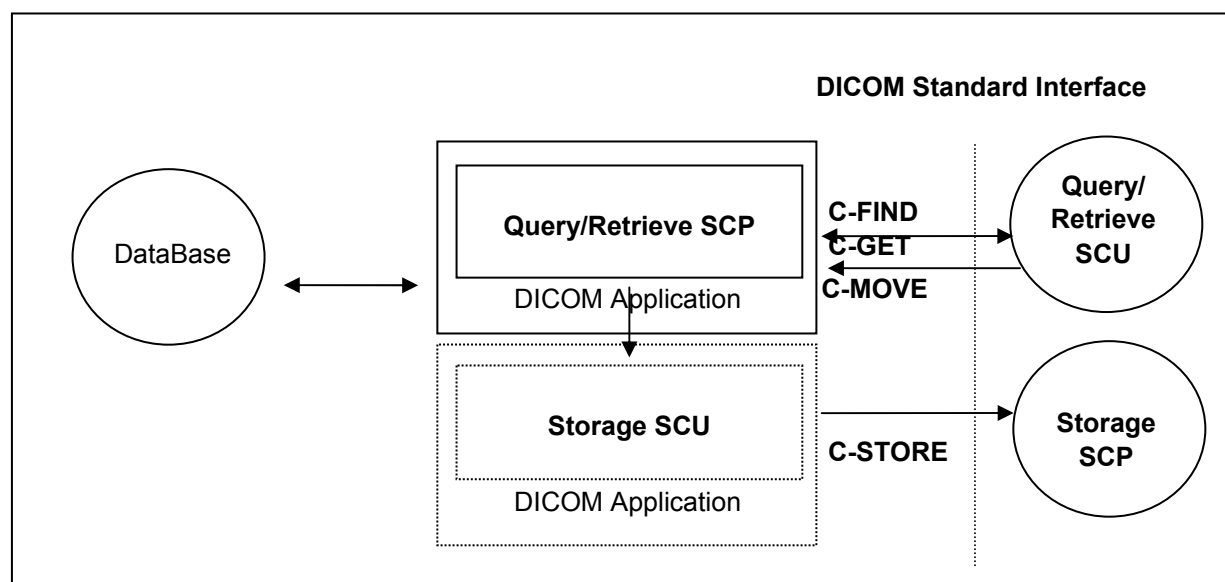 DICOM Standard Interface
DataBase
Query/Retrieve SCP
DICOM Application
C-FIND
C-GET
C-MOVE
Query/
Retrieve
SCU
Storage SCU
DICOM Application
C-STORE
Storage
SCP